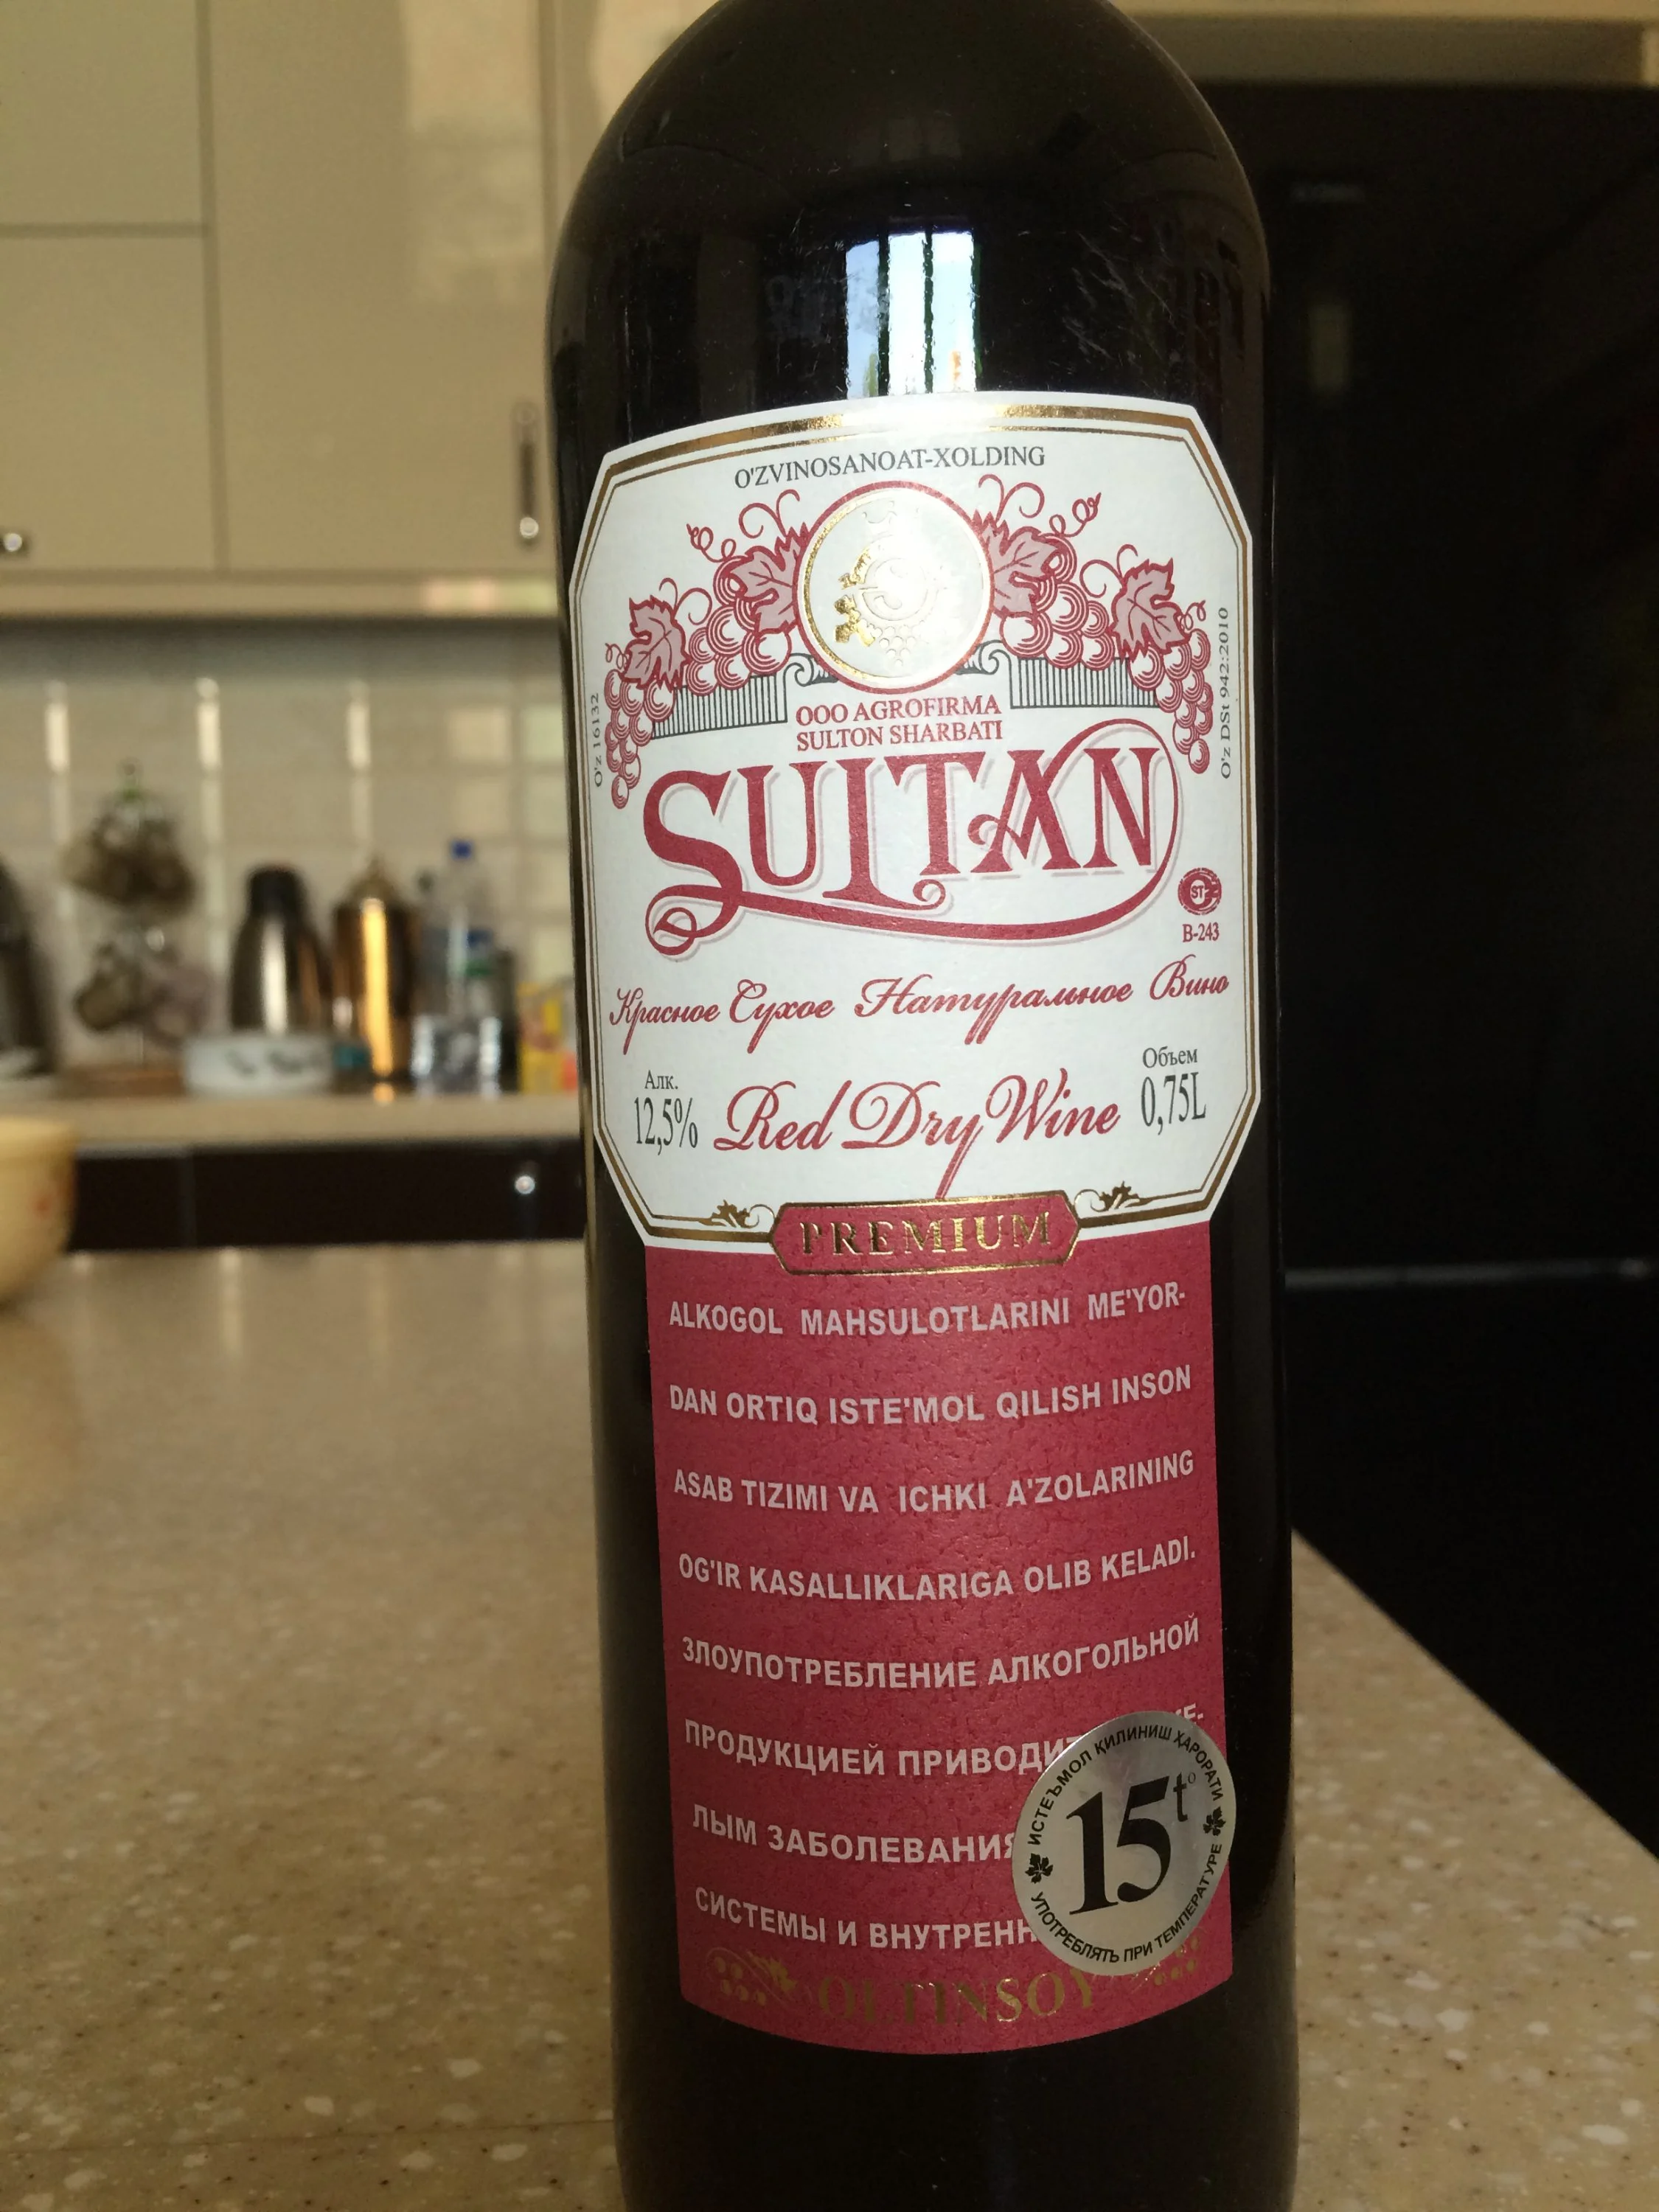 O'ZVINOSANOAT-XOLDING
O'z 16132
O'z DSt 942:2010
OOO AGROFIRMA
SULTON SHARBATI
SULTAN
ST
B-243
Красное Сухое Натуральное Вино
Алк.
12,5%
Red Dry Wine
Объем
0,75L
PREMIUM
ALKOGOL MAHSULOTLARINI ME'YOR-
DAN ORTIQ ISTE'MOL QILISH INSON
ASAB TIZIMI VA ICHKI A'ZOLARINING
OG'IR KASALLIKLARIGA OLIB KELADI.
ЗЛОУПОТРЕБЛЕНИЕ АЛКОГОЛЬНОЙ
ПРОДУКЦИЕЙ
ЛЫМ
СИСТЕМЫ И
ИСТЕЪМОЛ ҚИЛИНИШ ҲАРОРАТИ
15t°
УПОТРЕБЛЯТЬ ПРИ ТЕМПЕРАТУРЕ
OLTINSOY